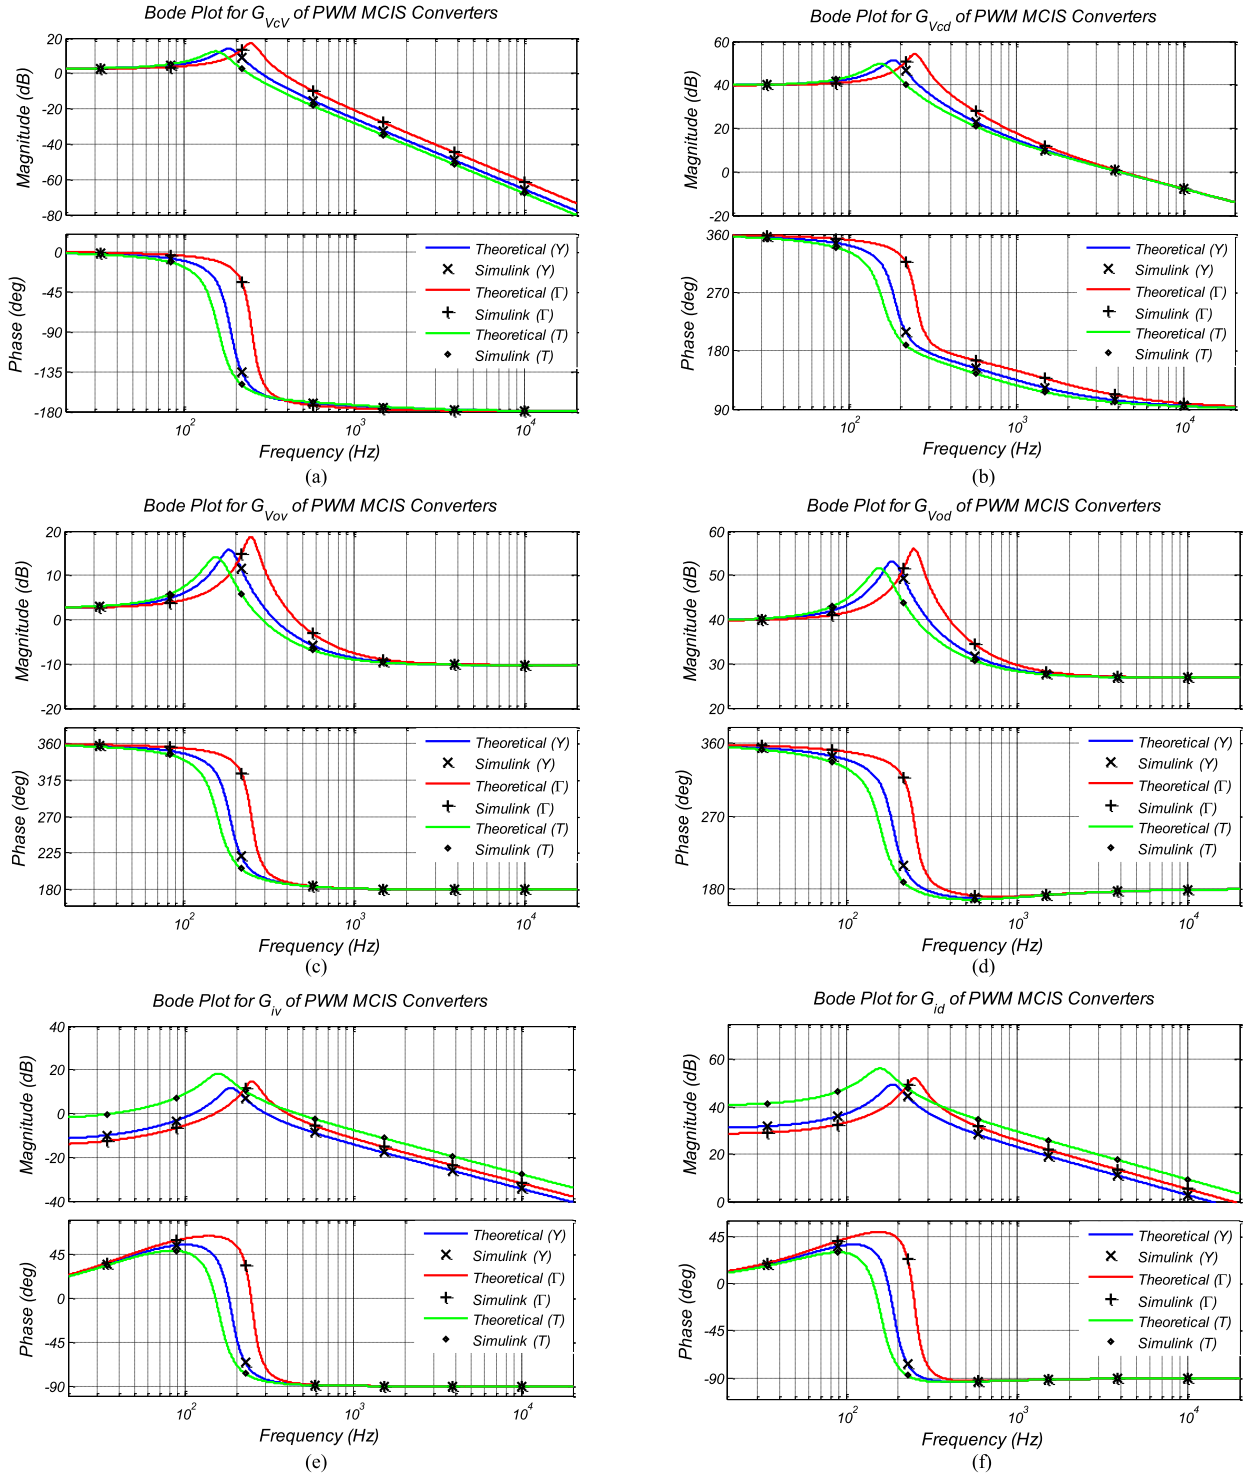 Bode Plot for G_VcV of PWM MCIS Converters
Magnitude (dB)
20
0
-20
-40
-60
-80
Phase (deg)
0
-45
-90
-135
-180
Theoretical (Y)
Simulink (Y)
Theoretical (Γ)
Simulink (Γ)
Theoretical (T)
Simulink (T)
10^2
10^3
10^4
Frequency (Hz)
(a)
Bode Plot for G_Vcd of PWM MCIS Converters
Magnitude (dB)
60
40
20
0
-20
Phase (deg)
360
270
180
90
Theoretical (Y)
Simulink (Y)
Theoretical (Γ)
Simulink (Γ)
Theoretical (T)
Simulink (T)
10^2
10^3
10^4
Frequency (Hz)
(b)
Bode Plot for G_Vov of PWM MCIS Converters
Magnitude (dB)
20
10
0
-10
-20
Phase (deg)
360
315
270
225
180
Theoretical (Y)
Simulink (Y)
Theoretical (Γ)
Simulink (Γ)
Theoretical (T)
Simulink (T)
10^2
10^3
10^4
Frequency (Hz)
(c)
Bode Plot for G_Vod of PWM MCIS Converters
Magnitude (dB)
60
50
40
30
20
Phase (deg)
360
270
180
Theoretical (Y)
Simulink (Y)
Theoretical (Γ)
Simulink (Γ)
Theoretical (T)
Simulink (T)
10^2
10^3
10^4
Frequency (Hz)
(d)
Bode Plot for G_iv of PWM MCIS Converters
Magnitude (dB)
40
20
0
-20
-40
Phase (deg)
45
0
-45
-90
Theoretical (Y)
Simulink (Y)
Theoretical (Γ)
Simulink (Γ)
Theoretical (T)
Simulink (T)
10^2
10^3
10^3
Frequency (Hz)
(e)
Bode Plot for G_id of PWM MCIS Converters
Magnitude (dB)
60
40
20
0
Phase (deg)
45
0
-45
-90
Theoretical (Y)
Simulink (Y)
Theoretical (Γ)
Simulink (Γ)
Theoretical (T)
Simulink (T)
10^2
10^3
10^4
Frequency (Hz)
(f)